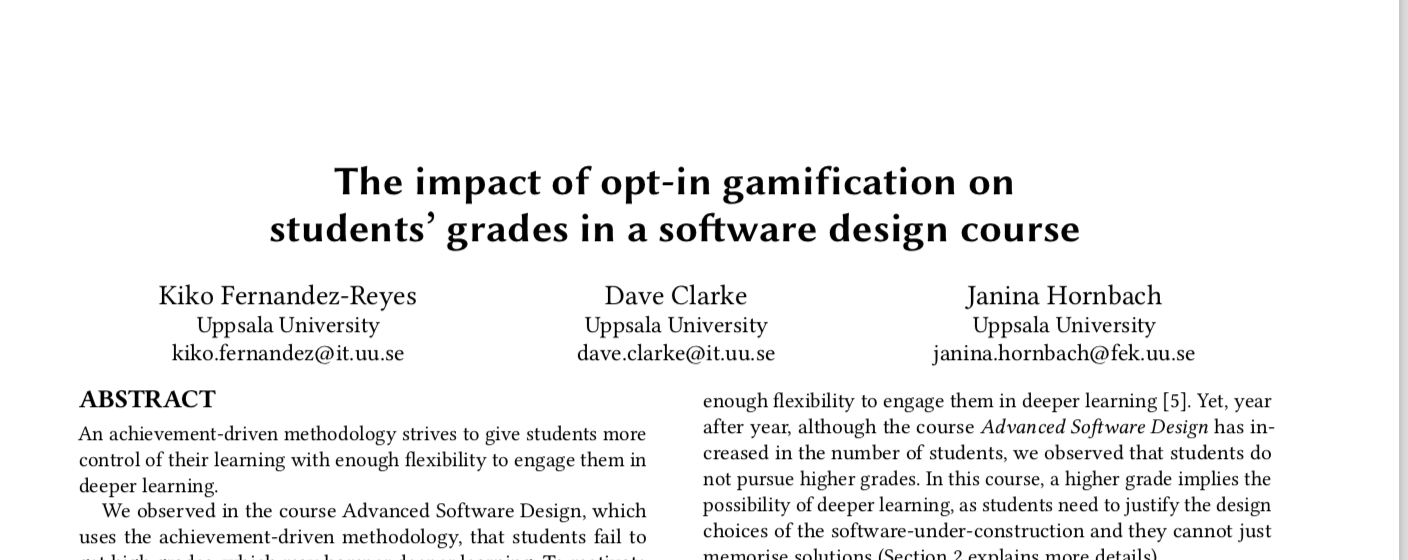 The impact of opt-in gamification on
students’ grades in a software design course
Kiko Fernandez-Reyes
Uppsala University
kiko.fernandez@it.uu.se
Dave Clarke
Uppsala University
dave.clarke@it.uu.se
Janina Hornbach
Uppsala University
janina.hornbach@fek.uu.se
ABSTRACT
An achievement-driven methodology strives to give students more
control of their learning with enough flexibility to engage them in
deeper learning.
We observed in the course Advanced Software Design, which
uses the achievement-driven methodology, that students fail to
enough flexibility to engage them in deeper learning [5]. Yet, year
after year, although the course Advanced Software Design has in-
creased in the number of students, we observed that students do
not pursue higher grades. In this course, a higher grade implies the
possibility of deeper learning, as students need to justify the design
choices of the software-under-construction and they cannot just
memorise solutions (Section 2 explains more details).